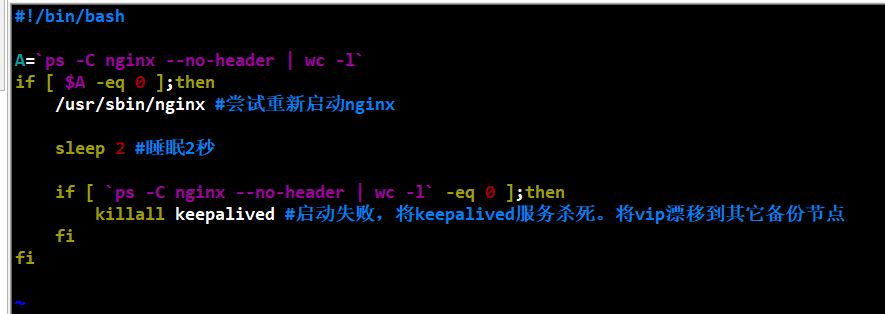 #!/bin/bash
A=`ps -C nginx --no-header | wc -l`
if [ $A -eq 0 ];then
/usr/sbin/nginx #尝试重新启动nginx
sleep 2 #睡眠2秒
if [ `ps -C nginx --no-header | wc -l` -eq 0 ];then
killall keepalived #启动失败，将keepalived服务杀死。将vip漂移到其它备份节点
fi
fi
~